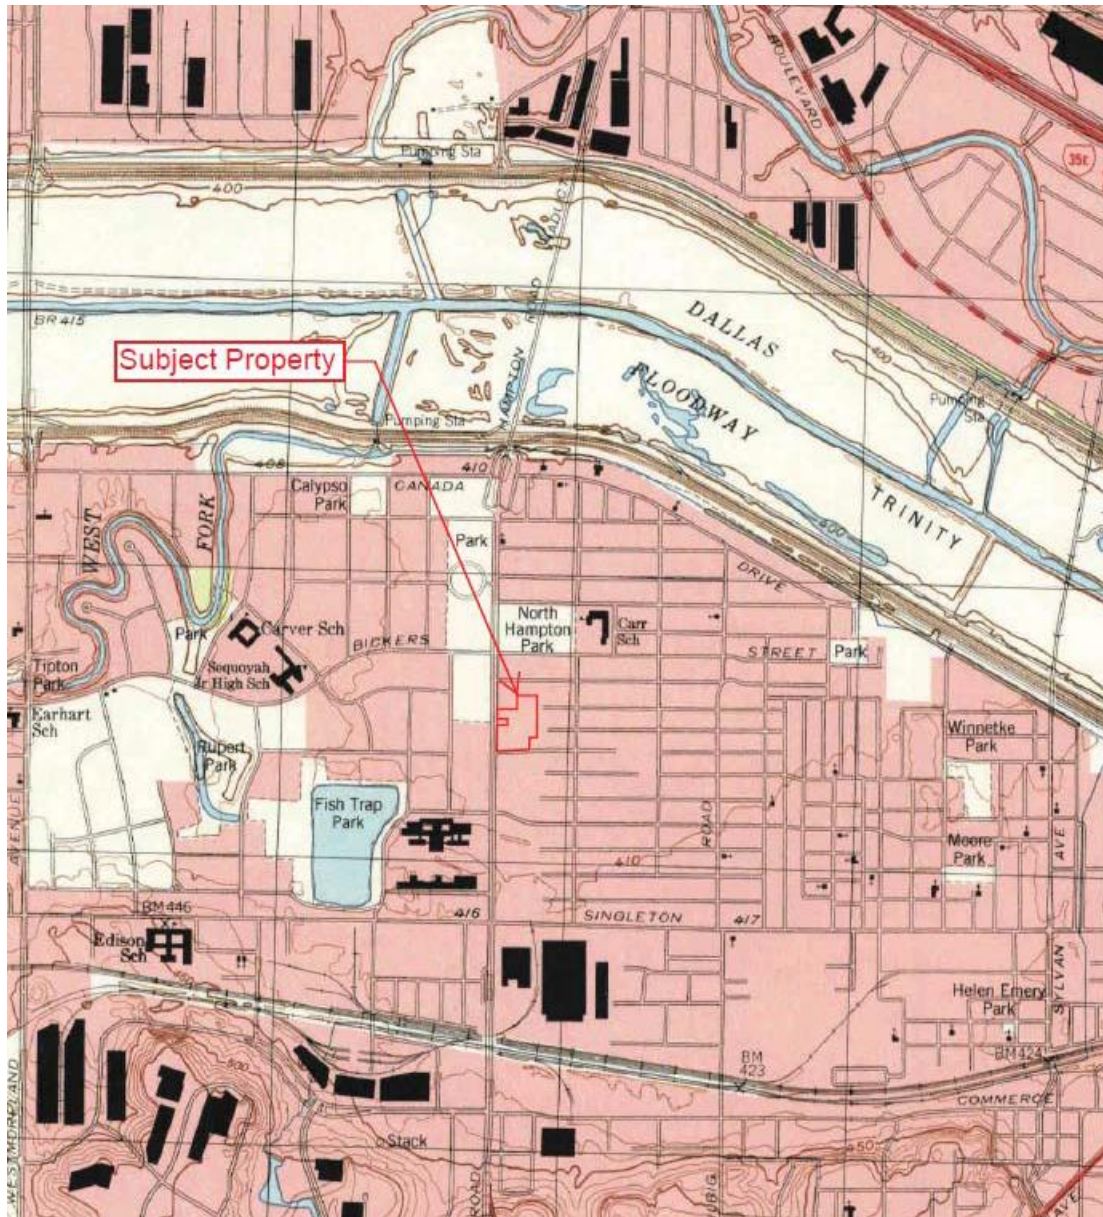 BOULEVARD
35E
Pumping Sta
400
ROAD
BR 415
DALLAS
Subject Property
HAMPTON
400
FLOODWAY
Pumping
Sta
Pumping Sta
408
410
Calypso
Park
CANADA
TRINITY
WEST
FORK
400
Park
DRIVE
North
Hampton
Park
Carr
Sch
Park
Carver Sch
BICKERS
STREET
Park
Tipton
Park
Sequoyah
Jr High Sch
Earhart
Sch
Winnetke
Park
Rupert
Park
Fish Trap
Park
AVENUE
ROAD
Moore
Park
AVE
410
BM 446
416
SINGLETON
417
Edison
Sch
SYLVAN
Helen Emery
Park
500
BM
423
BM 424
COMMERCE
WESTMORELAND
Stack
450
ROAD
AVE